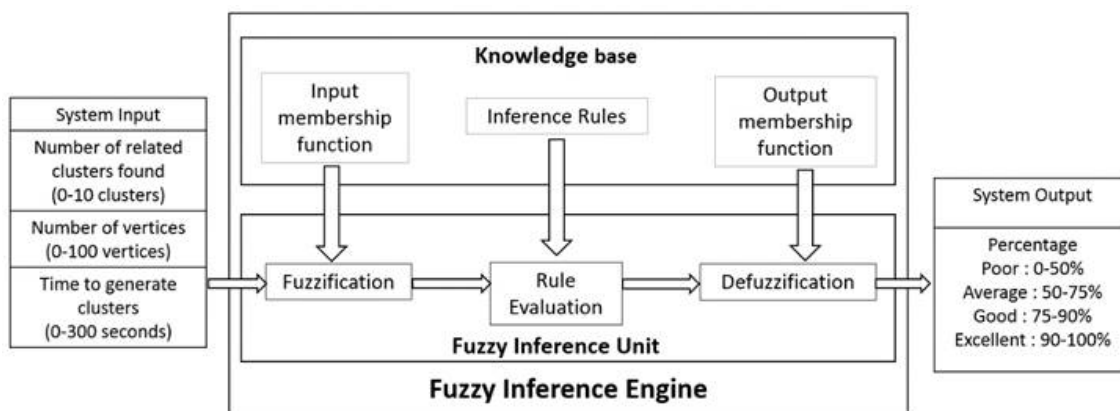 System Input
Number of related
clusters found
(0-10 clusters)
Number of vertices
(0-100 vertices)
Time to generate
clusters
(0-300 seconds)
Knowledge base
Input
membership
function
Inference Rules
Output
membership
function
Fuzzification
Rule
Evaluation
Defuzzification
Fuzzy Inference Unit
Fuzzy Inference Engine
System Output
Percentage
Poor : 0-50%
Average : 50-75%
Good : 75-90%
Excellent : 90-100%